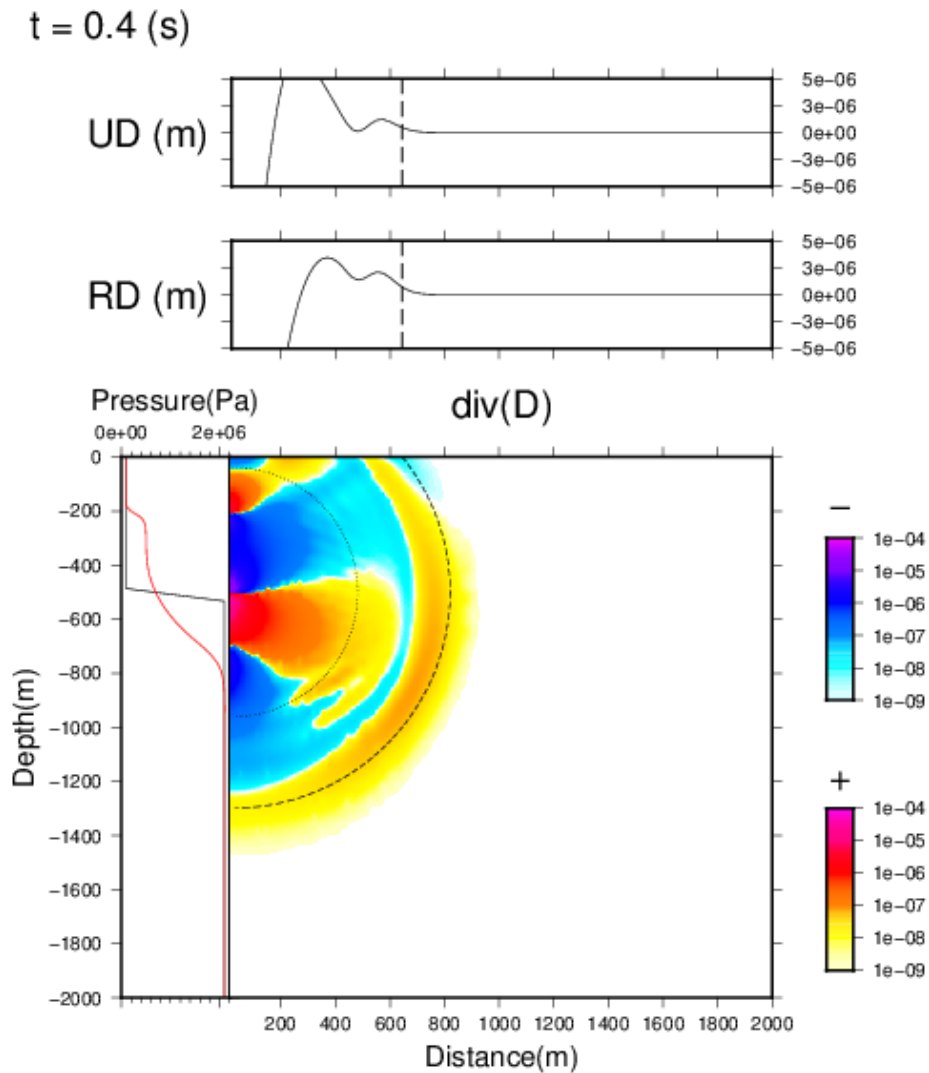 t = 0.4 (s)
UD (m)
5e−06
3e−06
0e+00
−3e−06
−5e−06
RD (m)
5e−06
3e−06
0e+00
−3e−06
−5e−06
Pressure(Pa)
0e+00 2e+06
div(D)
Depth(m)
0
−200
−400
−600
−800
−1000
−1200
−1400
−1600
−1800
−2000
200 400 600 800 1000 1200 1400 1600 1800 2000
Distance(m)
−
1e−04
1e−05
1e−06
1e−07
1e−08
1e−09
+
1e−04
1e−05
1e−06
1e−07
1e−08
1e−09